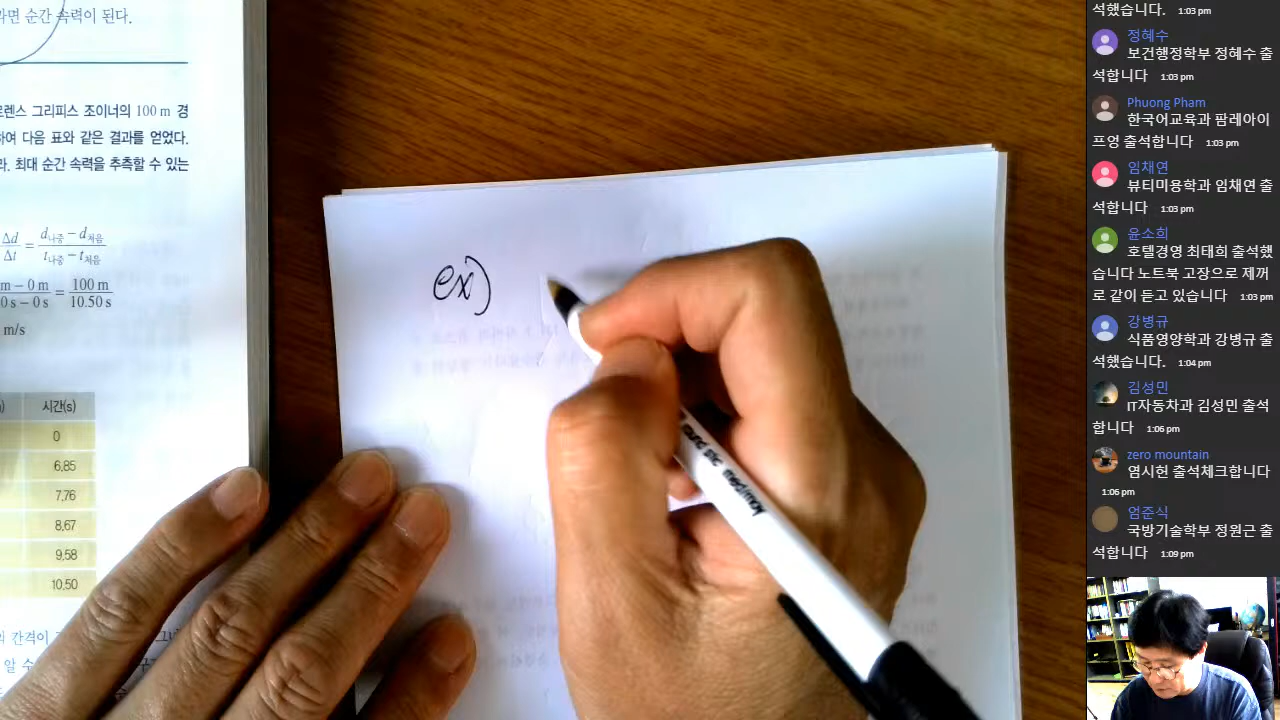 라면 순간 속력이 된다.
로렌스 그리피스 조이너의 100 m 경
하여 다음 표와 같은 결과를 얻었다.
라. 최대 순간 속력을 추측할 수 있는
Δd/Δt = d나중 − d처음 / t나중 − t처음
m − 0 m / 0 s − 0 s = 100 m / 10.50 s
m/s
시간(s)
0
6.85
7.76
8.67
9.58
10.50
간격이
알 수
ex)
석했습니다. 1:03 pm
정혜수
보건행정학부 정혜수 출
석합니다 1:03 pm
Phuong Pham
한국어교육과 팜레아이
프엉 출석합니다 1:03 pm
임채연
뷰티미용학과 임채연 출
석합니다 1:03 pm
윤소희
호텔경영 최태희 출석했
습니다 노트북 고장으로 제꺼
로 같이 듣고 있습니다 1:03 pm
강병규
식품영양학과 강병규 출
석했습니다. 1:04 pm
김성민
IT자동차과 김성민 출석
합니다 1:06 pm
zero mountain
염시헌 출석체크합니다
1:06 pm
엄준식
국방기술학부 정원근 출
석합니다 1:09 pm